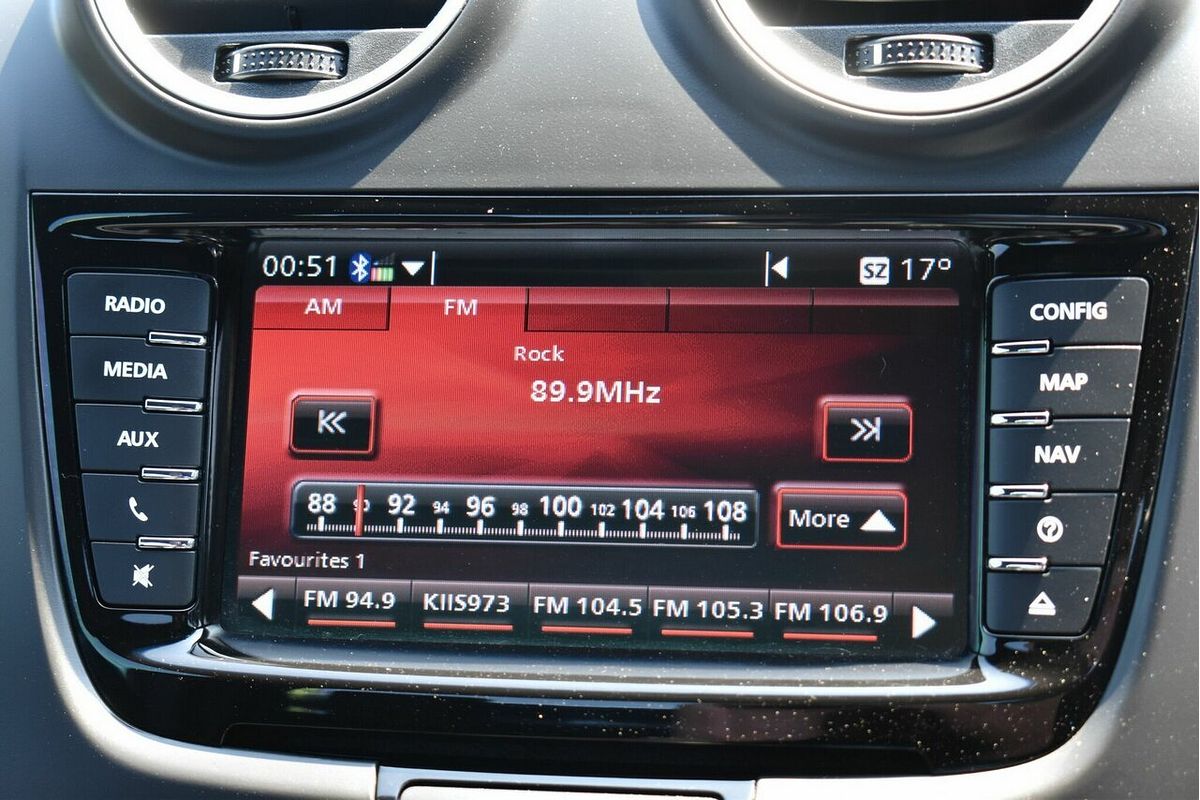 00:51 SZ 17°
AM FM
Rock
89.9MHz
88 90 92 94 96 98 100 102 104 106 108
More
Favourites 1
FM 94.9 KIIS973 FM 104.5 FM 105.3 FM 106.9
RADIO
MEDIA
AUX
CONFIG
MAP
NAV
?